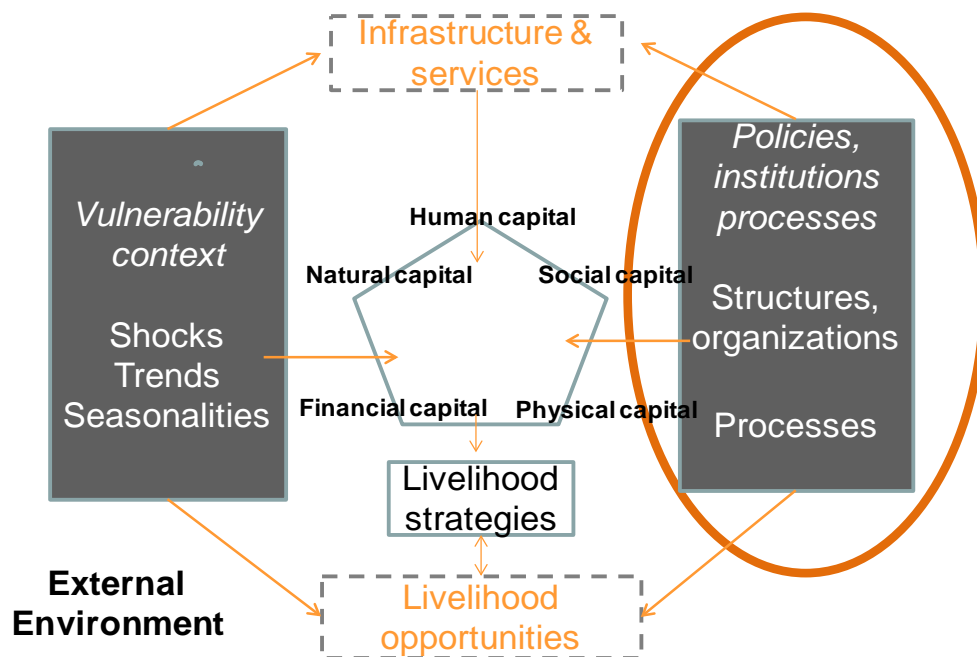 Infrastructure &
services
Vulnerability
context
Shocks
Trends
Seasonalities
Human capital
Natural capital
Social capital
Financial capital
Physical capital
Policies,
institutions
processes
Structures,
organizations
Processes
Livelihood
strategies
Livelihood
opportunities
External
Environment